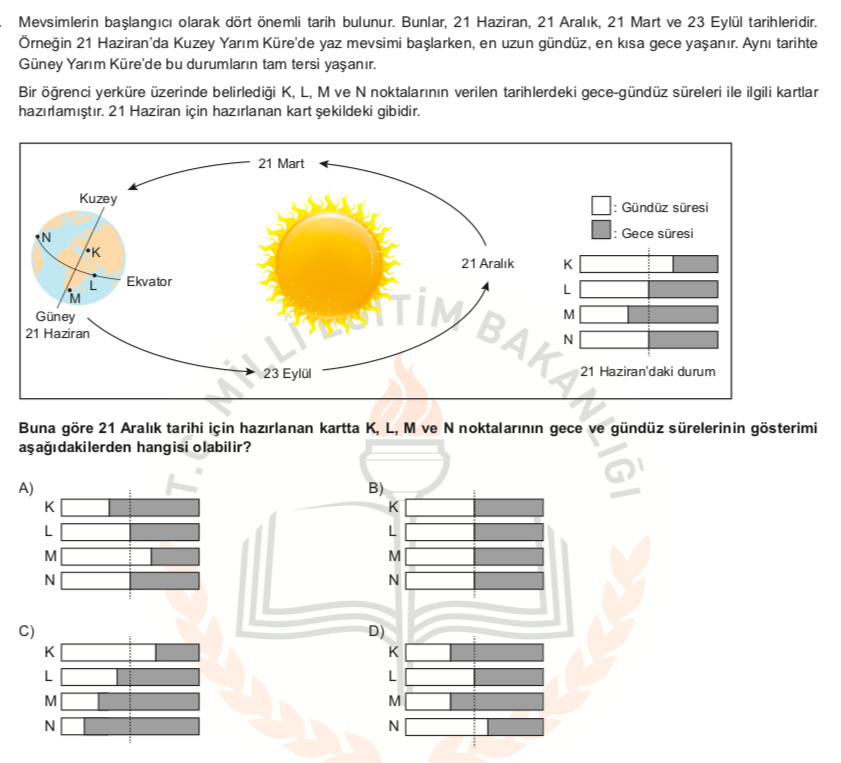 Mevsimlerin başlangıcı olarak dört önemli tarih bulunur. Bunlar, 21 Haziran, 21 Aralık, 21 Mart ve 23 Eylül tarihleridir.
Örneğin 21 Haziran'da Kuzey Yarım Küre'de yaz mevsimi başlarken, en uzun gündüz, en kısa gece yaşanır. Aynı tarihte
Güney Yarım Küre'de bu durumların tam tersi yaşanır.
Bir öğrenci yerküre üzerinde belirlediği K, L, M ve N noktalarının verilen tarihlerdeki gece-gündüz süreleri ile ilgili kartlar
hazırlamıştır. 21 Haziran için hazırlanan kart şekildeki gibidir.
21 Mart
Kuzey
N
K
L
M
Ekvator
Güney
21 Haziran
23 Eylül
21 Aralık
: Gündüz süresi
: Gece süresi
K
L
M
N
21 Haziran'daki durum
T.C. MİLLİ EĞİTİM BAKANLIĞI
Buna göre 21 Aralık tarihi için hazırlanan kartta K, L, M ve N noktalarının gece ve gündüz sürelerinin gösterimi
aşağıdakilerden hangisi olabilir?
A)
K
L
M
N
B)
K
L
M
N
C)
K
L
M
N
D)
K
L
M
N